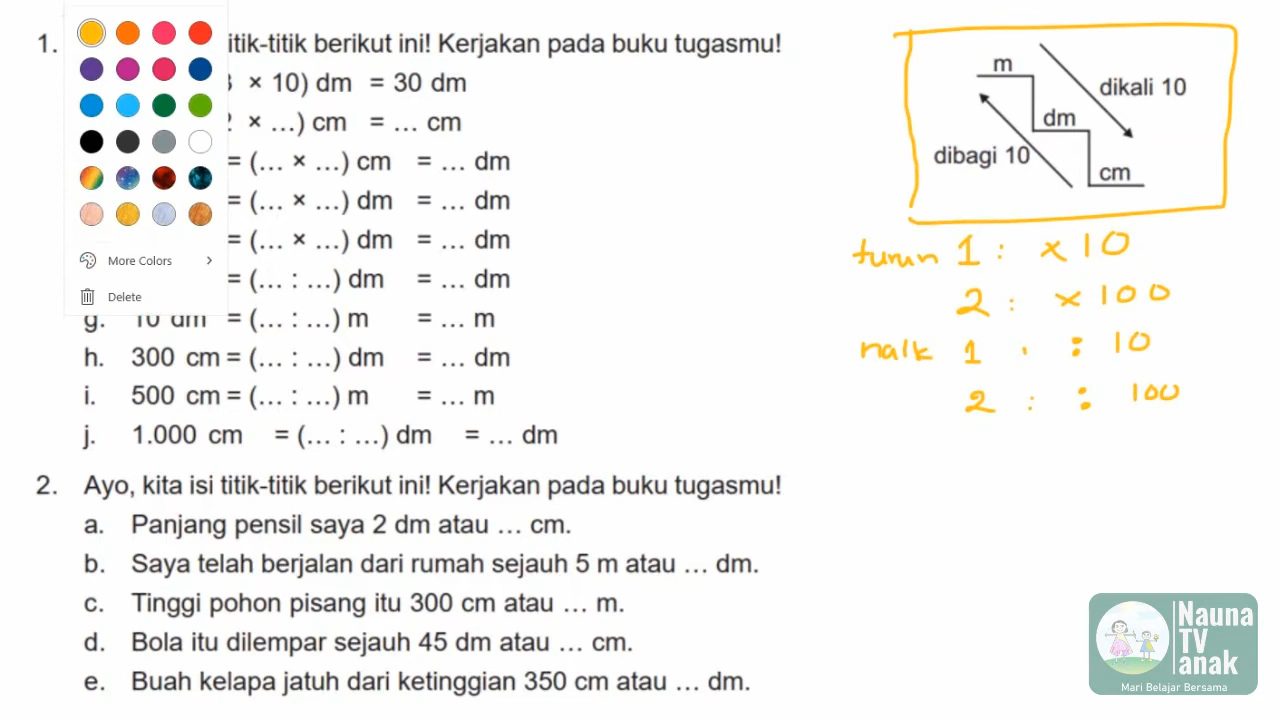 1. itik-titik berikut ini! Kerjakan pada buku tugasmu!
× 10) dm = 30 dm
× ...) cm = ... cm
= (... × ...) cm = ... dm
= (... × ...) dm = ... dm
= (... × ...) dm = ... dm
= (... : ...) dm = ... dm
g. 10 dm = (... : ...) m = ... m
h. 300 cm = (... : ...) dm = ... dm
i. 500 cm = (... : ...) m = ... m
j. 1.000 cm = (... : ...) dm = ... dm
2. Ayo, kita isi titik-titik berikut ini! Kerjakan pada buku tugasmu!
a. Panjang pensil saya 2 dm atau ... cm.
b. Saya telah berjalan dari rumah sejauh 5 m atau ... dm.
c. Tinggi pohon pisang itu 300 cm atau ... m.
d. Bola itu dilempar sejauh 45 dm atau ... cm.
e. Buah kelapa jatuh dari ketinggian 350 cm atau ... dm.
More Colors
Delete
m
dikali 10
dm
dibagi 10
cm
turun 1 : × 10
2 : × 100
naik 1 : : 10
2 : : 100
Nauna
TV
anak
Mari Belajar Bersama